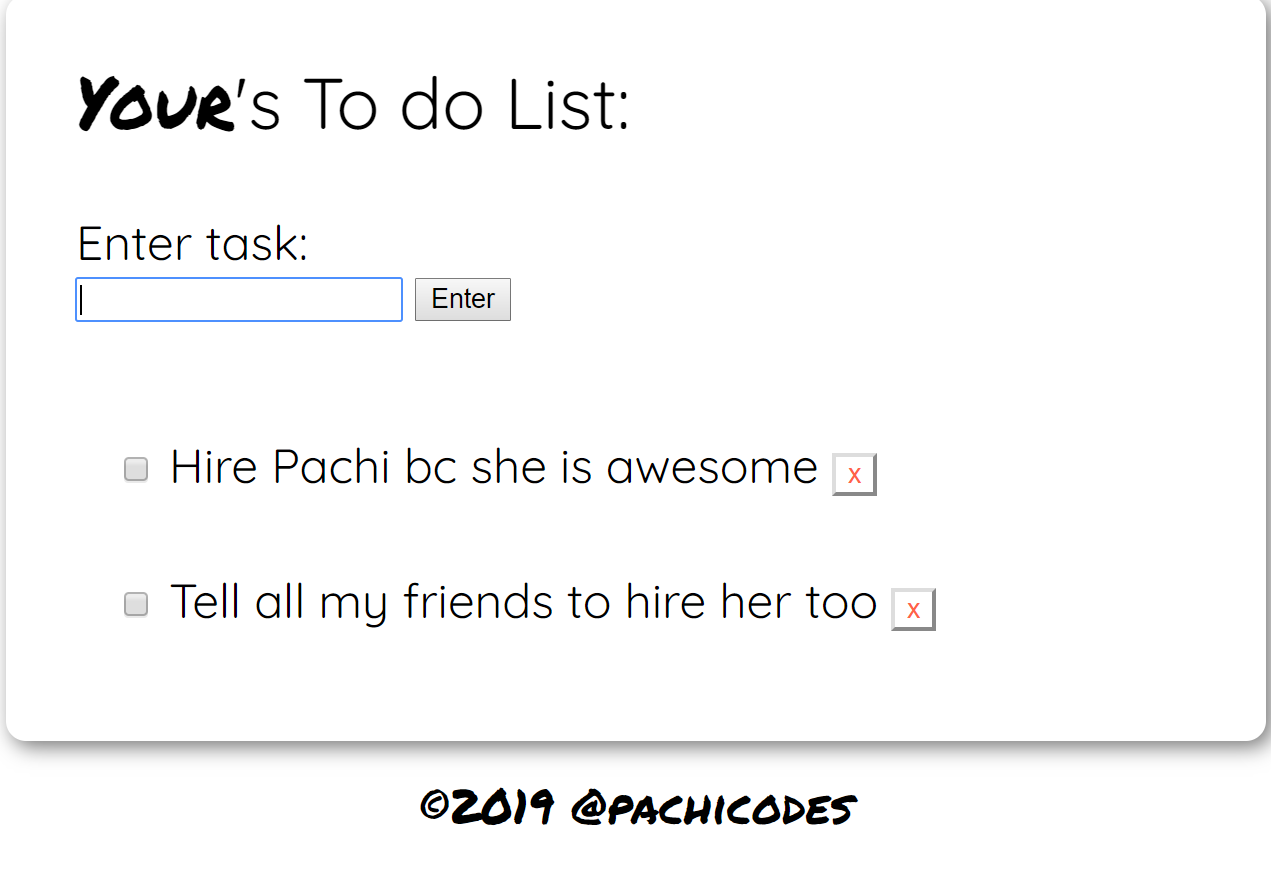 Your's To do List:
Enter task:
Enter
Hire Pachi bc she is awesome x
Tell all my friends to hire her too x
©2019 @PACHICODES